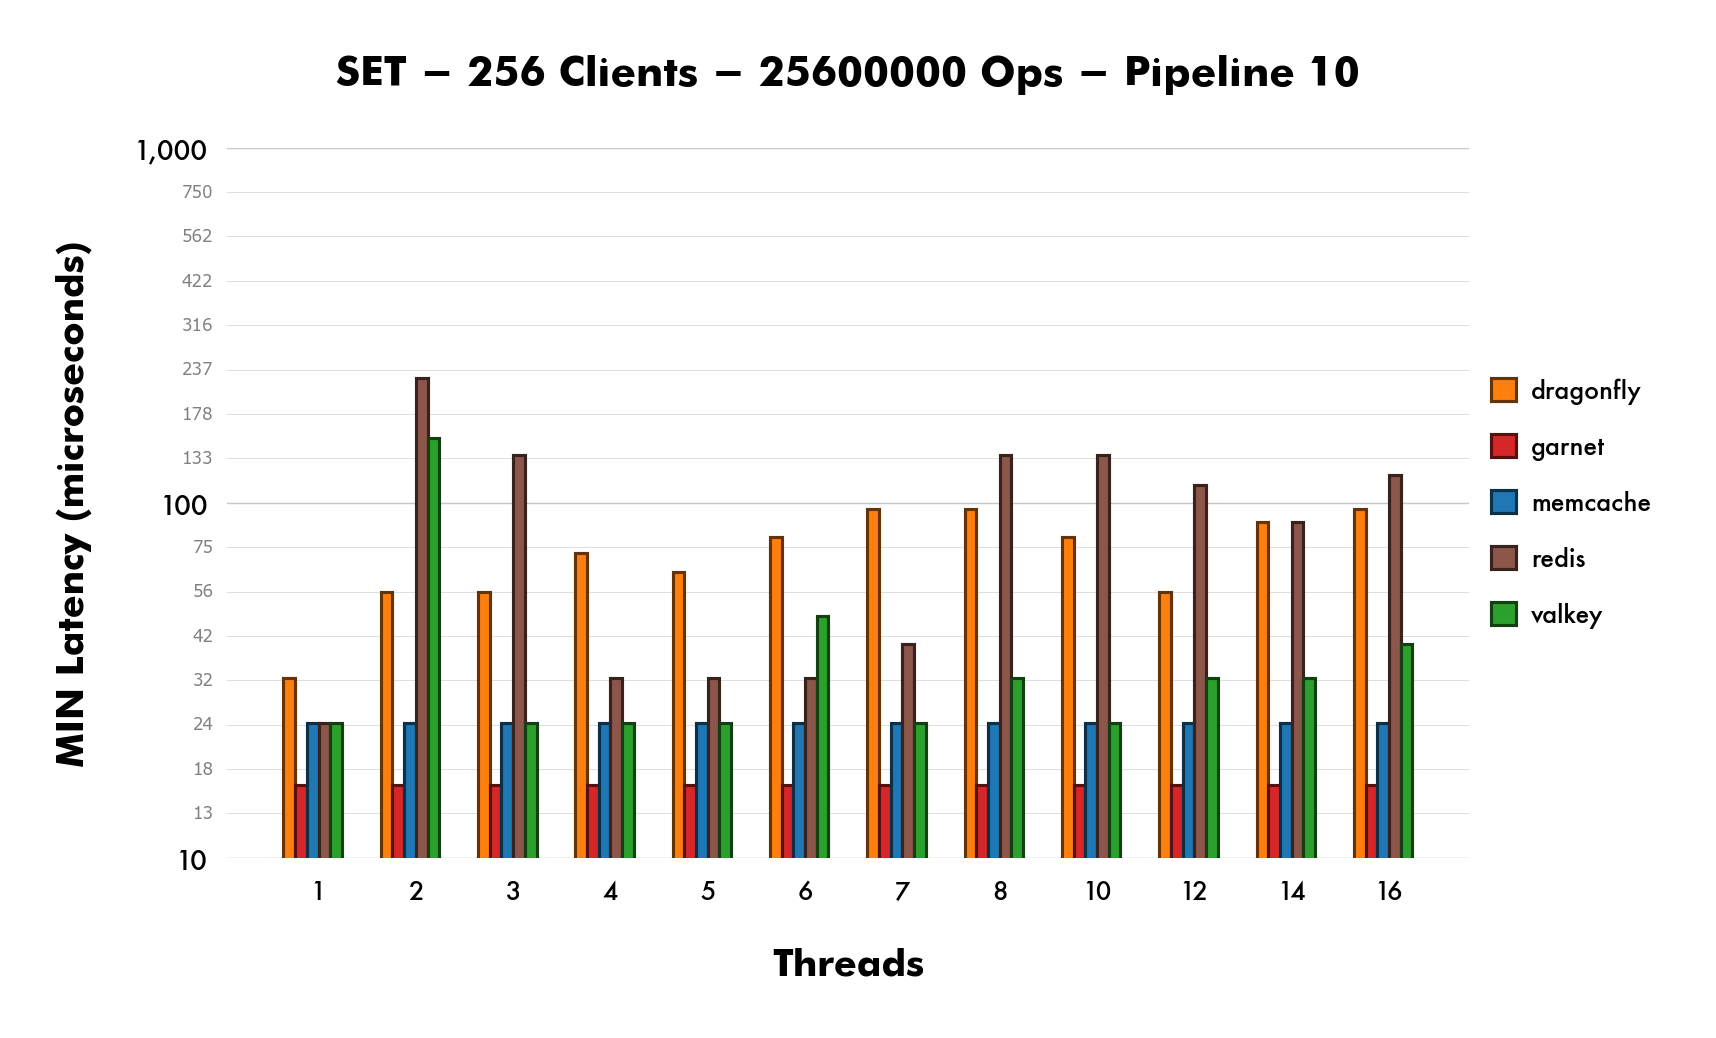 SET – 256 Clients – 25600000 Ops – Pipeline 10
MIN Latency (microseconds)
1,000
750
562
422
316
237
178
133
100
75
56
42
32
24
18
13
10
1 2 3 4 5 6 7 8 10 12 14 16
Threads
dragonfly
garnet
memcache
redis
valkey